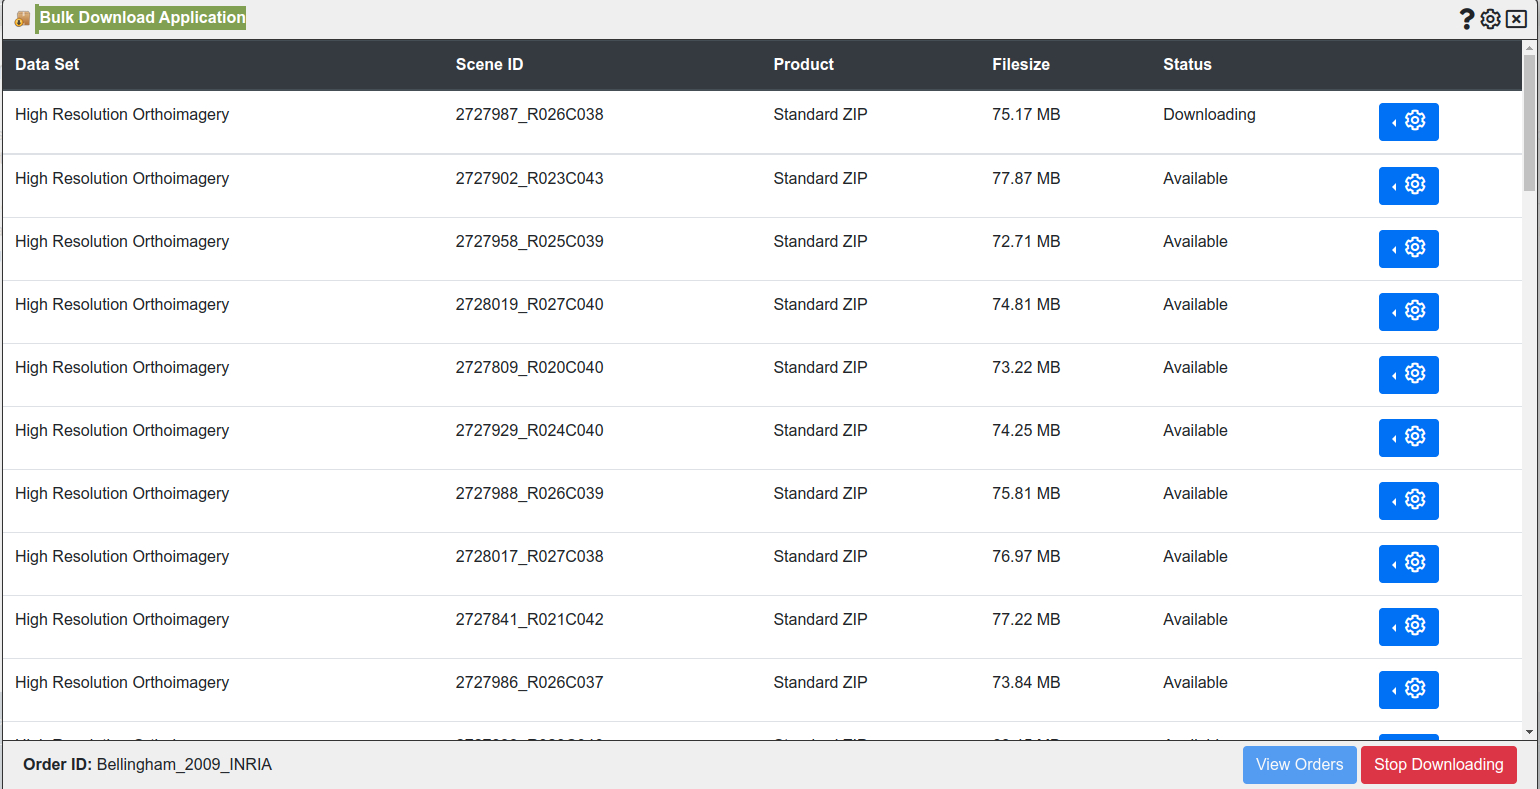 Bulk Download Application ?
Data Set Scene ID Product Filesize Status
High Resolution Orthoimagery 2727987_R026C038 Standard ZIP 75.17 MB Downloading
High Resolution Orthoimagery 2727902_R023C043 Standard ZIP 77.87 MB Available
High Resolution Orthoimagery 2727958_R025C039 Standard ZIP 72.71 MB Available
High Resolution Orthoimagery 2728019_R027C040 Standard ZIP 74.81 MB Available
High Resolution Orthoimagery 2727809_R020C040 Standard ZIP 73.22 MB Available
High Resolution Orthoimagery 2727929_R024C040 Standard ZIP 74.25 MB Available
High Resolution Orthoimagery 2727988_R026C039 Standard ZIP 75.81 MB Available
High Resolution Orthoimagery 2728017_R027C038 Standard ZIP 76.97 MB Available
High Resolution Orthoimagery 2727841_R021C042 Standard ZIP 77.22 MB Available
High Resolution Orthoimagery 2727986_R026C037 Standard ZIP 73.84 MB Available
Order ID: Bellingham_2009_INRIA View Orders Stop Downloading